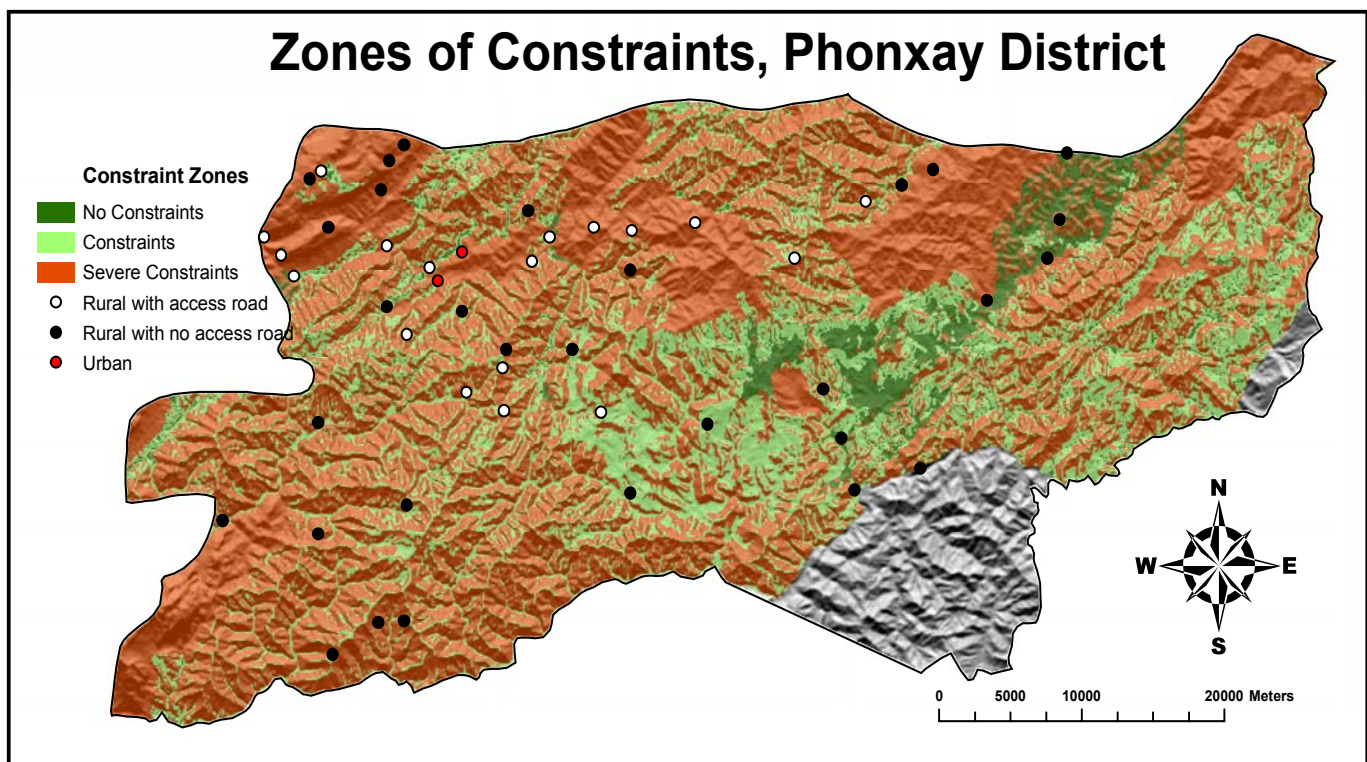 Zones of Constraints, Phonxay District
Constraint Zones
No Constraints
Constraints
Severe Constraints
Rural with access road
Rural with no access road
Urban
N
W E
S
0 5000 10000 20000 Meters